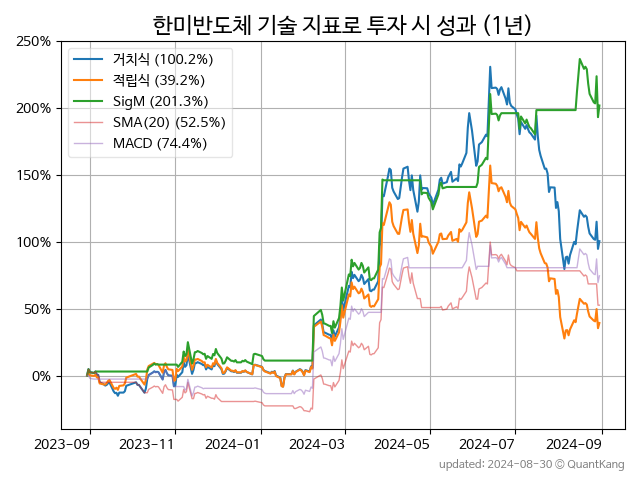 한미반도체 기술 지표로 투자 시 성과 (1년)
250%
200%
150%
100%
50%
0%
거치식 (100.2%)
적립식 (39.2%)
SigM (201.3%)
SMA(20) (52.5%)
MACD (74.4%)
2023-09 2023-11 2024-01 2024-03 2024-05 2024-07 2024-09
updated: 2024-08-30 © QuantKang